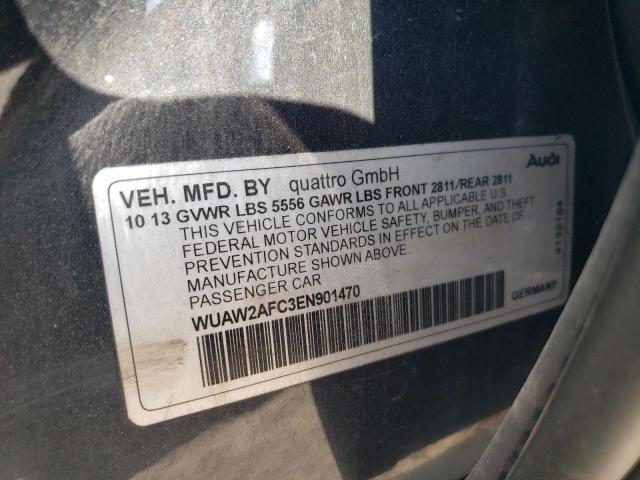 VEH. MFD. BY quattro GmbH Audi
10 13 GVWR LBS 5556 GAWR LBS FRONT 2811/REAR 2811
THIS VEHICLE CONFORMS TO ALL APPLICABLE U.S.
FEDERAL MOTOR VEHICLE SAFETY, BUMPER, AND THEFT
PREVENTION STANDARDS IN EFFECT ON THE DATE OF
MANUFACTURE SHOWN ABOVE.
PASSENGER CAR
WUAW2AFC3EN901470
GERMANY
4192184